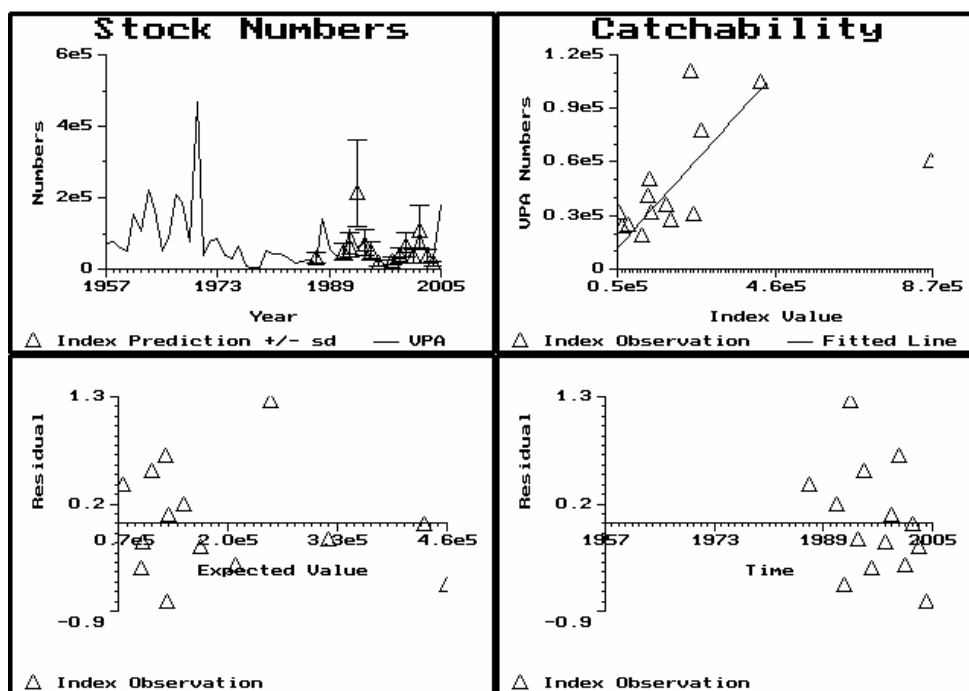 Stock Numbers
6e5
4e5
2e5
0
Numbers
1957 1973 1989 2005
Year
△ Index Prediction +/- sd — VPA
Catchability
1.2e5
0.9e5
0.6e5
0.3e5
0
VPA Numbers
0.5e5 4.6e5 8.7e5
Index Value
△ Index Observation — Fitted Line
1.3
0.2
-0.9
Residual
0.7e5 2.0e5 3.3e5 4.6e5
Expected Value
△ Index Observation
1.3
0.2
-0.9
Residual
1957 1973 1989 2005
Time
△ Index Observation